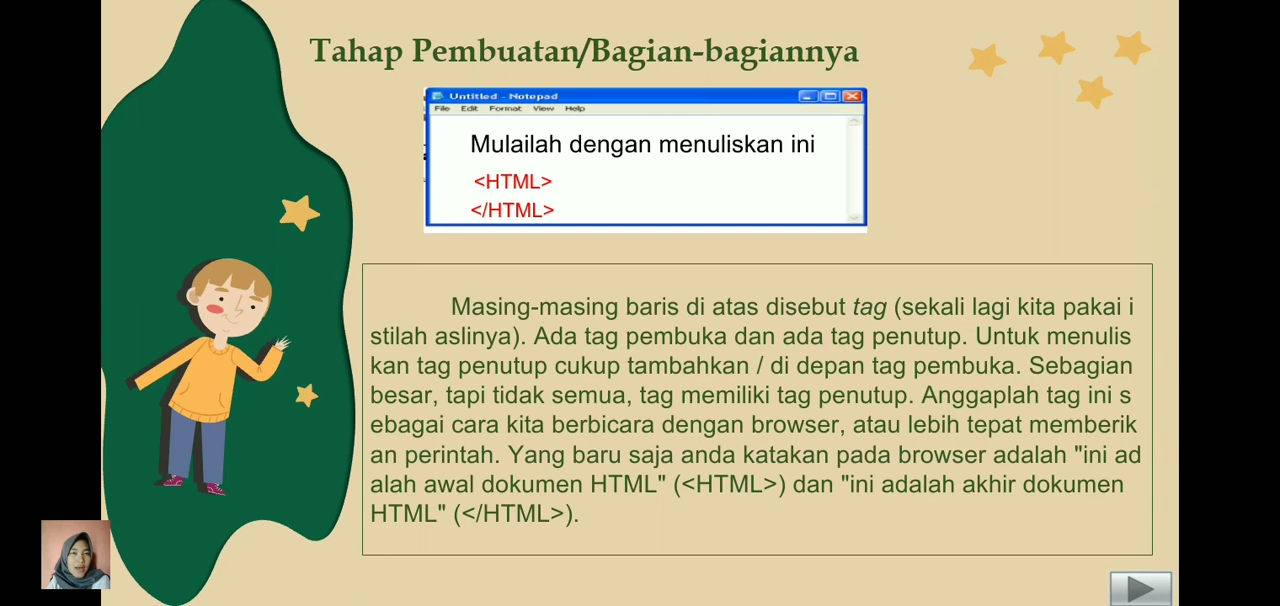 Tahap Pembuatan/Bagian-bagiannya
Untitled - Notepad
File Edit Format View Help
Mulailah dengan menuliskan ini
<HTML>
</HTML>
Masing-masing baris di atas disebut tag (sekali lagi kita pakai i
stilah aslinya). Ada tag pembuka dan ada tag penutup. Untuk menulis
kan tag penutup cukup tambahkan / di depan tag pembuka. Sebagian
besar, tapi tidak semua, tag memiliki tag penutup. Anggaplah tag ini s
ebagai cara kita berbicara dengan browser, atau lebih tepat memberik
an perintah. Yang baru saja anda katakan pada browser adalah "ini ad
alah awal dokumen HTML" (<HTML>) dan "ini adalah akhir dokumen
HTML" (</HTML>).